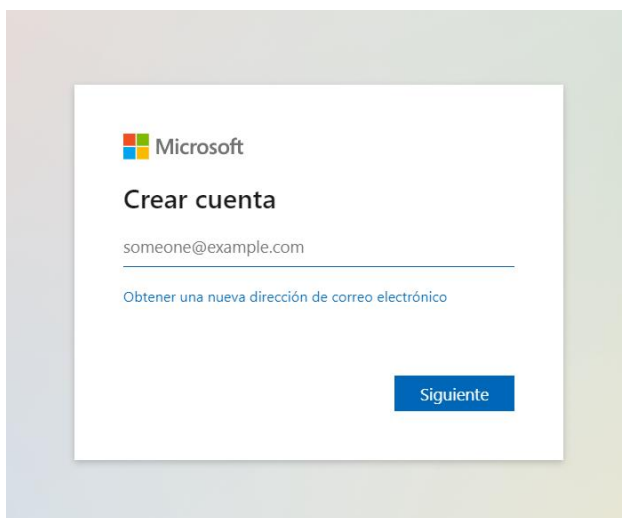 Microsoft
Crear cuenta
someone@example.com
Obtener una nueva dirección de correo electrónico
Siguiente